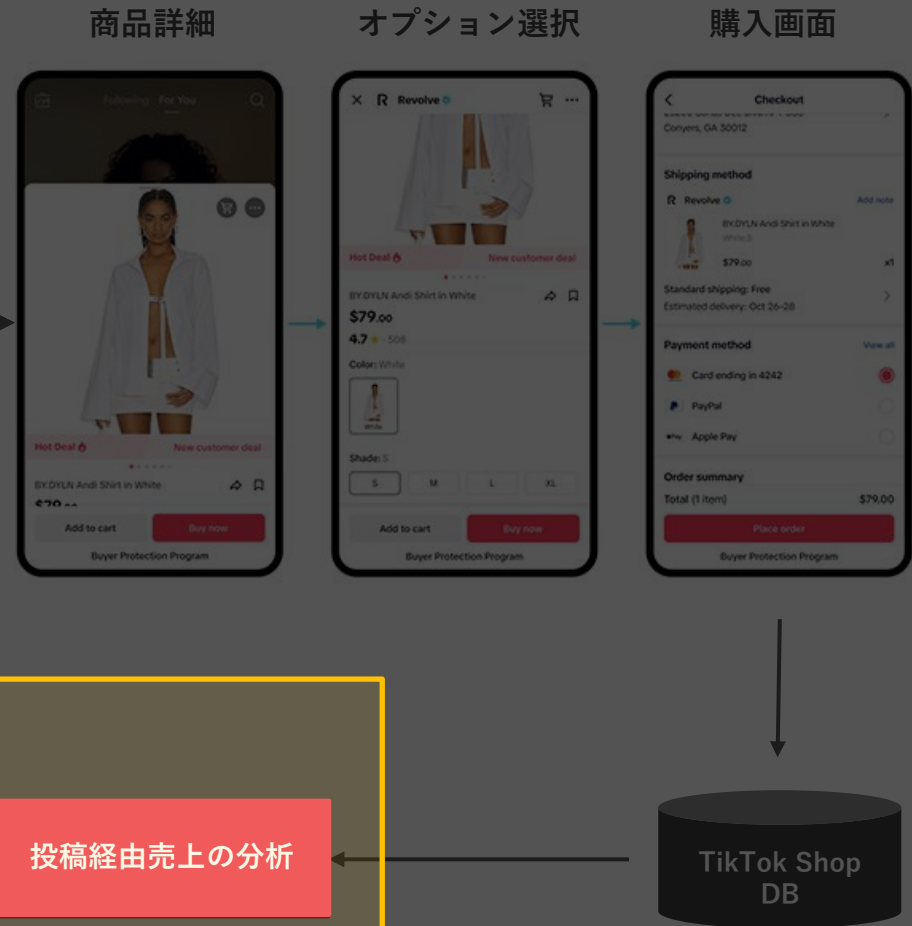 商品詳細
オプション選択
購入画面
Following For You
Hot Deal New customer deal
BY.DYLN Andi Shirt in White
$79.00
Add to cart Buy now
Buyer Protection Program
R Revolve
Hot Deal New customer deal
BY.DYLN Andi Shirt in White
$79.00
4.7 508
Color: White
White
Shade: S
S M L XL
Add to cart Buy now
Buyer Protection Program
Checkout
Conyers, GA 30012
Shipping method
R Revolve Add note
BY.DYLN Andi Shirt in White
White,S
$79.00 x1
Standard shipping: Free
Estimated delivery: Oct 26-28
Payment method View all
Card ending in 4242
PayPal
Apple Pay
Order summary
Total (1 item) $79.00
Place order
Buyer Protection Program
投稿経由売上の分析
TikTok Shop
DB